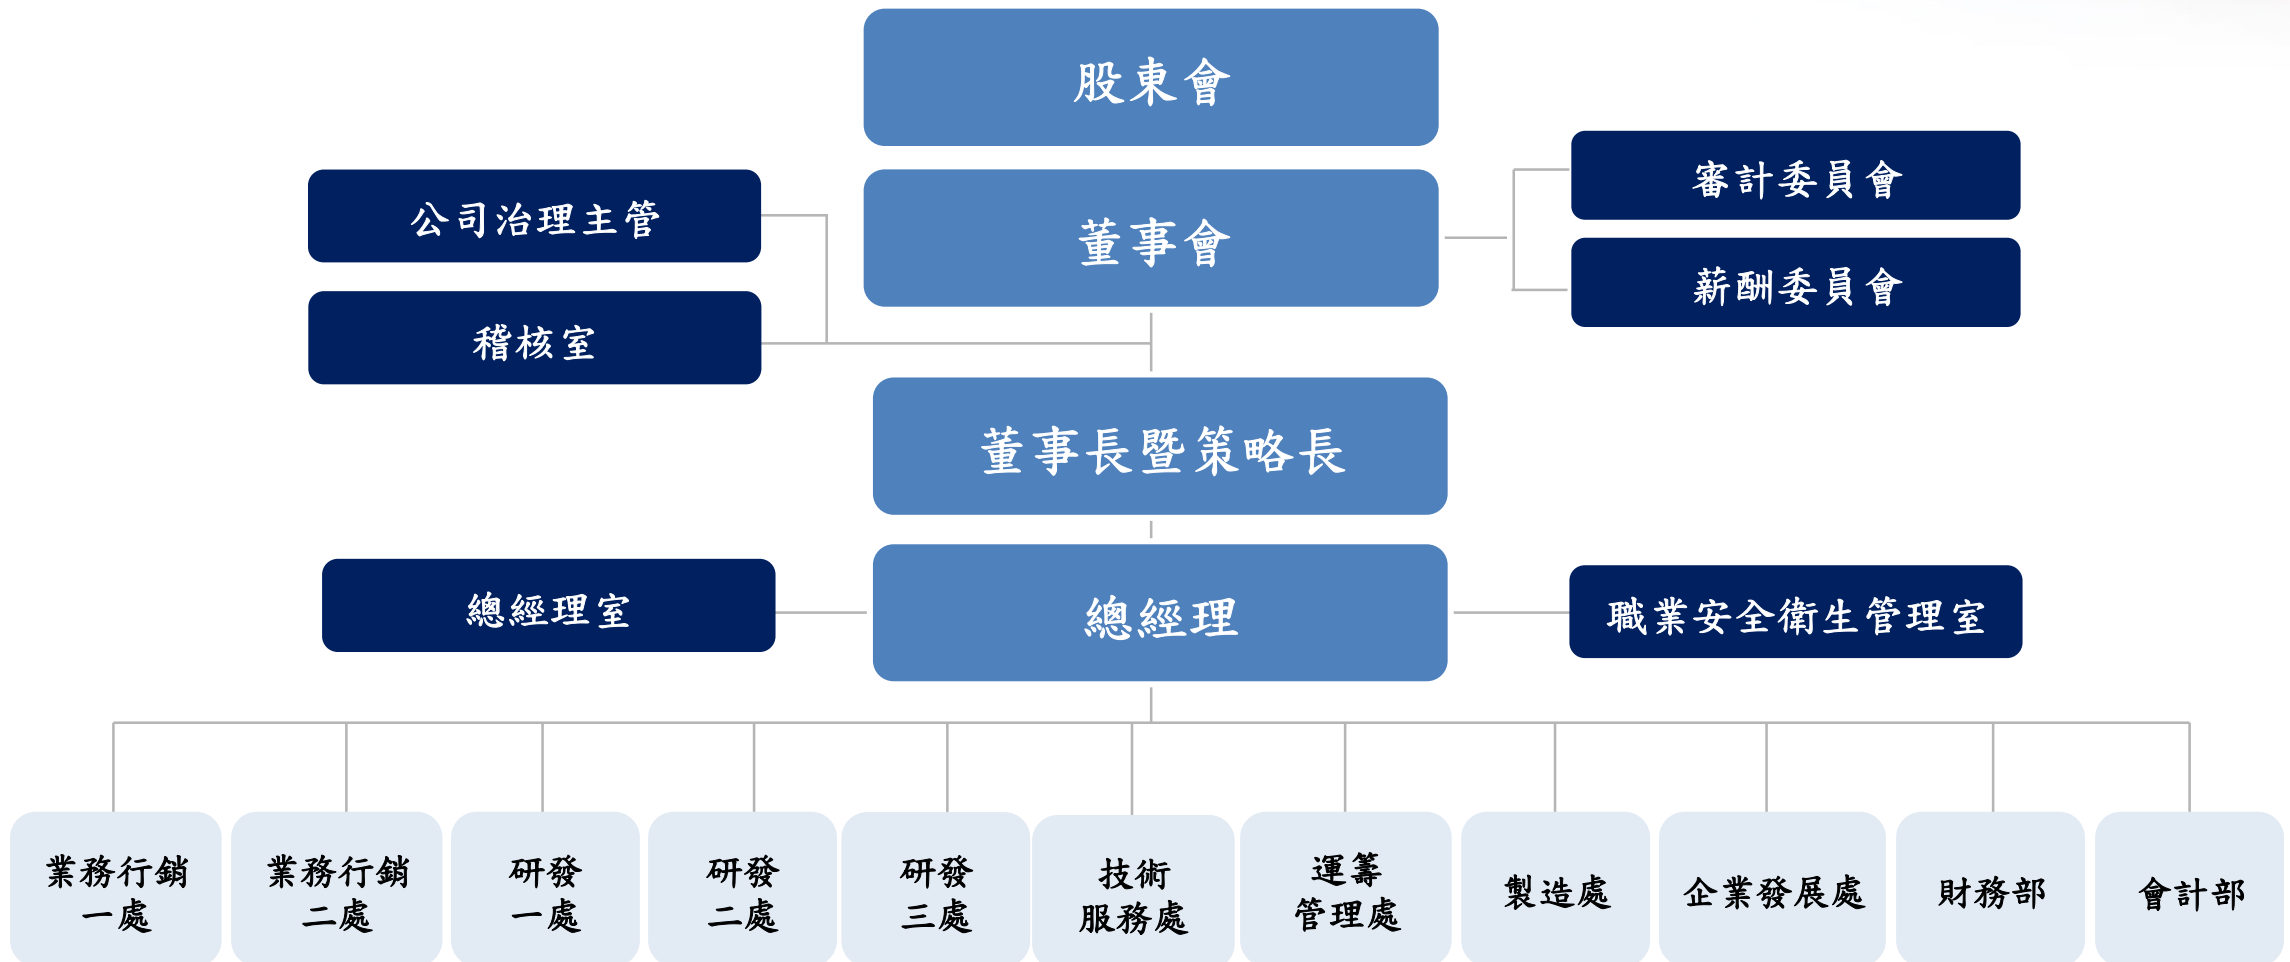 股東會
審計委員會
公司治理主管
董事會
薪酬委員會
稽核室
董事長暨策略長
總經理室
總經理
職業安全衛生管理室
業務行銷
一處
業務行銷
二處
研發
一處
研發
二處
研發
三處
技術
服務處
運籌
管理處
製造處
企業發展處
財務部
會計部